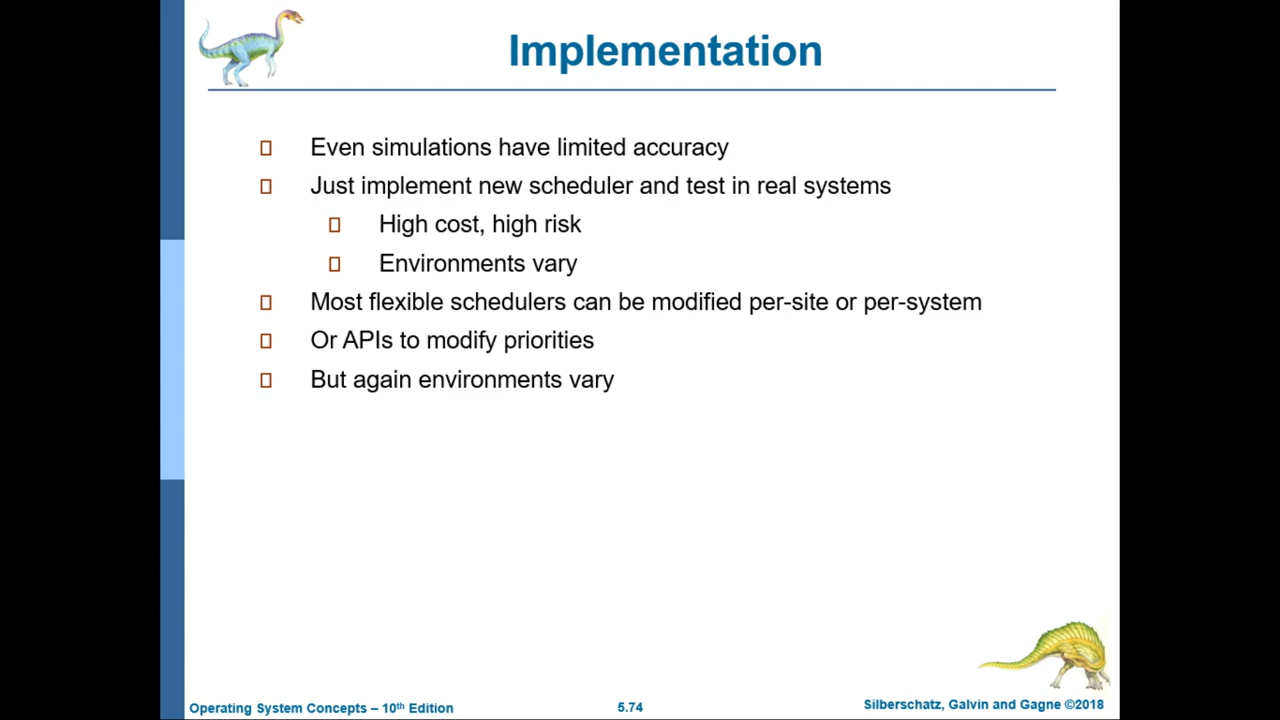 Implementation
Even simulations have limited accuracy
Just implement new scheduler and test in real systems
High cost, high risk
Environments vary
Most flexible schedulers can be modified per-site or per-system
Or APIs to modify priorities
But again environments vary
Operating System Concepts – 10th Edition
5.74
Silberschatz, Galvin and Gagne ©2018